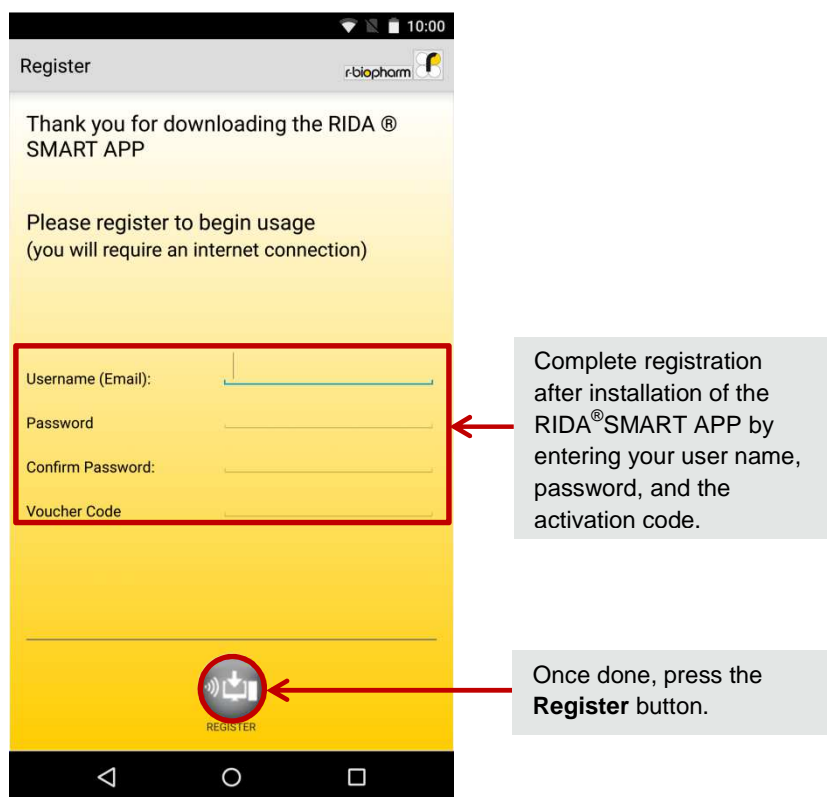 10:00
Register
r-biopharm
Thank you for downloading the RIDA ®
SMART APP
Please register to begin usage
(you will require an internet connection)
Username (Email):
Password
Confirm Password:
Voucher Code
REGISTER
Complete registration
after installation of the
RIDA®SMART APP by
entering your user name,
password, and the
activation code.
Once done, press the
Register button.